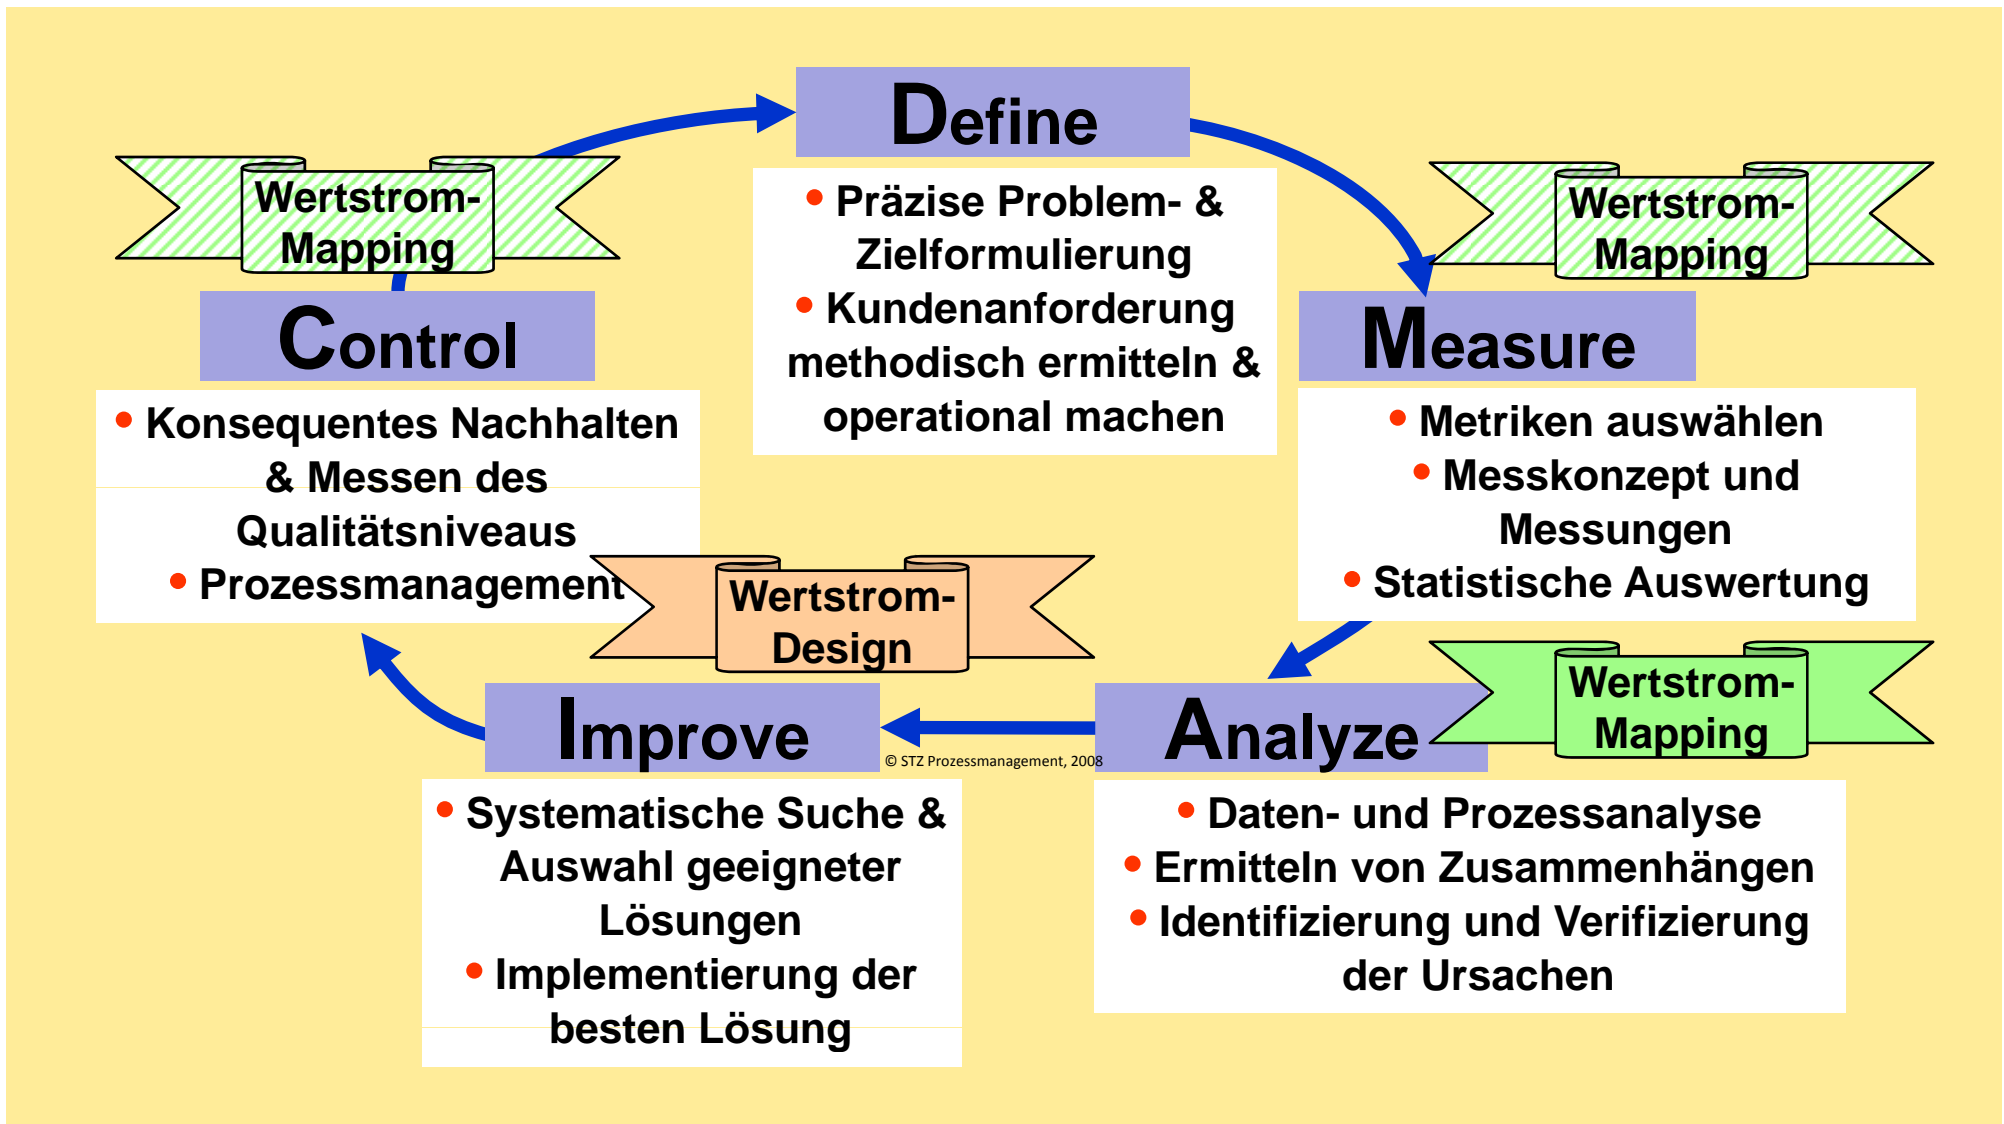 Define
• Präzise Problem- &
Zielformulierung
• Kundenanforderung
methodisch ermitteln &
operational machen
Wertstrom-
Mapping
Measure
• Metriken auswählen
• Messkonzept und
Messungen
• Statistische Auswertung
Wertstrom-
Mapping
Analyze
• Daten- und Prozessanalyse
• Ermitteln von Zusammenhängen
• Identifizierung und Verifizierung
der Ursachen
Wertstrom-
Design
Improve
© STZ Prozessmanagement, 2008
• Systematische Suche &
Auswahl geeigneter
Lösungen
• Implementierung der
besten Lösung
Wertstrom-
Mapping
Control
• Konsequentes Nachhalten
& Messen des
Qualitätsniveaus
• Prozessmanagement